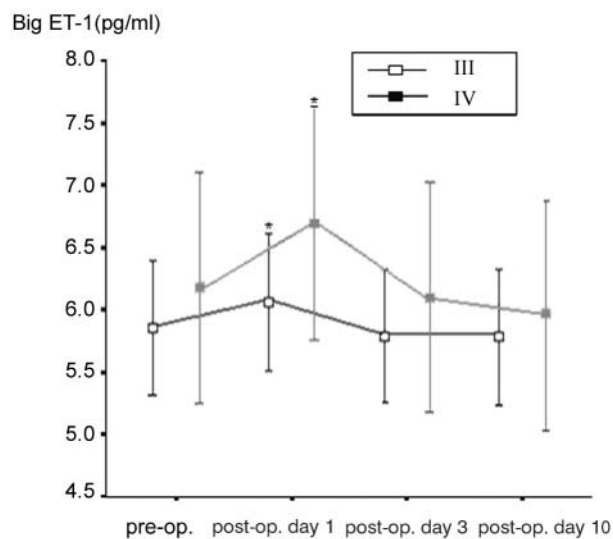 Big ET-1(pg/ml)
8.0
III
IV
*
7.5
7.0
*
6.5
6.0
5.5
5.0
4.5
pre-op. post-op. day 1 post-op. day 3 post-op. day 10